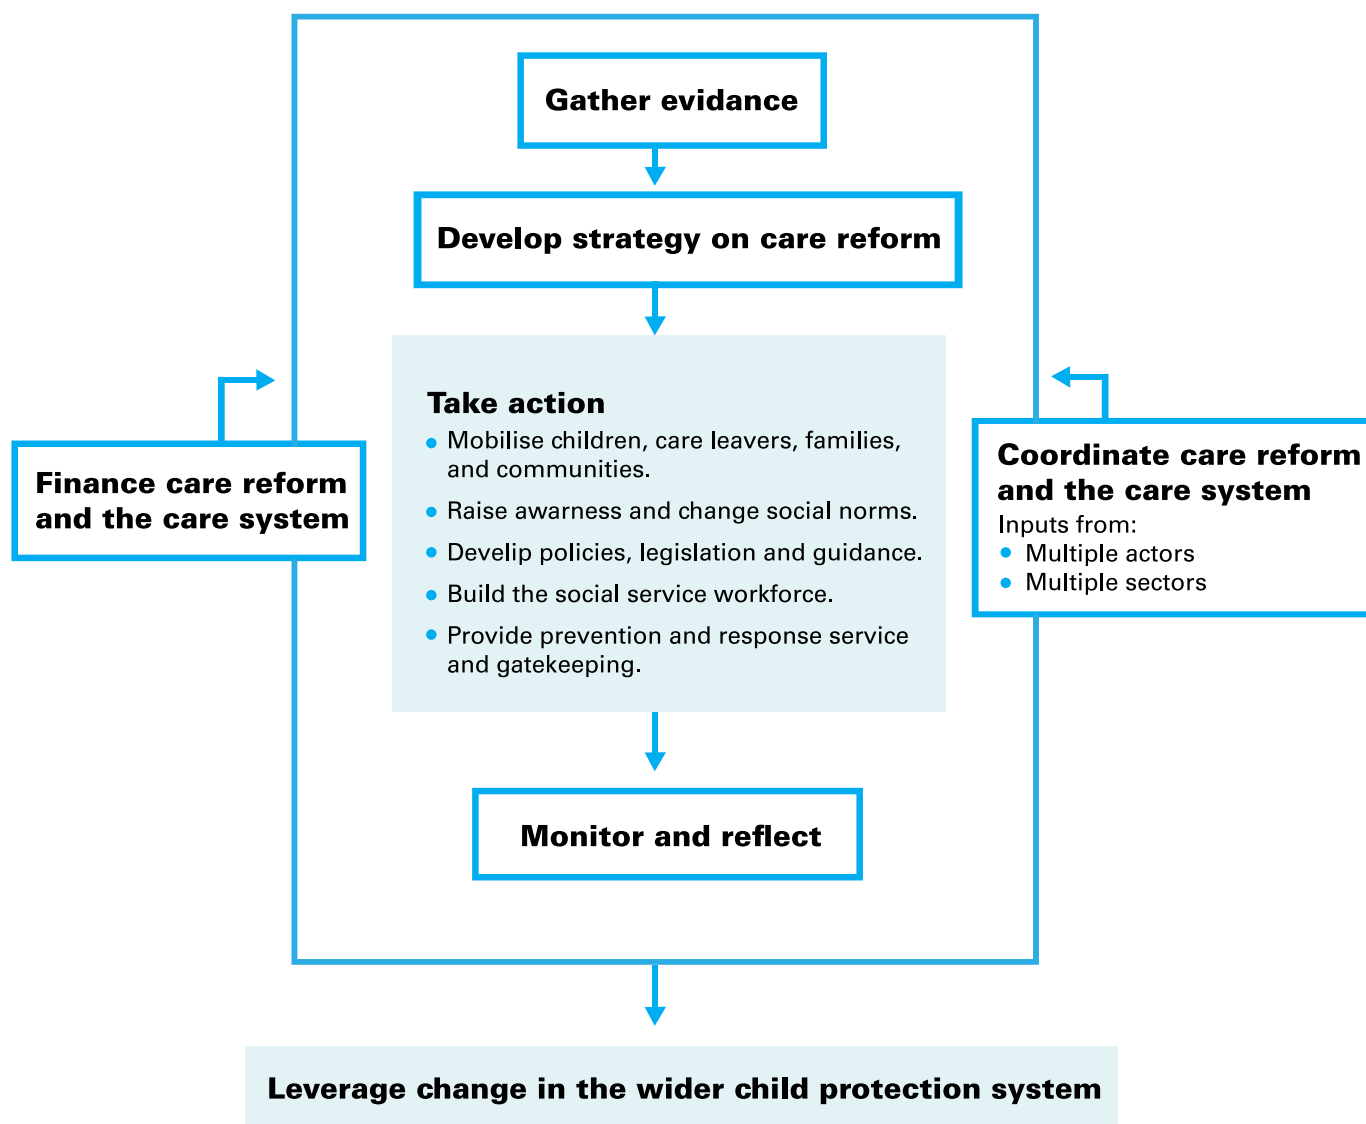 Gather evidance
Develop strategy on care reform
Take action
Mobilise children, care leavers, families,
and communities.
Raise awarness and change social norms.
Develip policies, legislation and guidance.
Build the social service workforce.
Provide prevention and response service
and gatekeeping.
Finance care reform
and the care system
Coordinate care reform
and the care system
Inputs from:
Multiple actors
Multiple sectors
Monitor and reflect
Leverage change in the wider child protection system